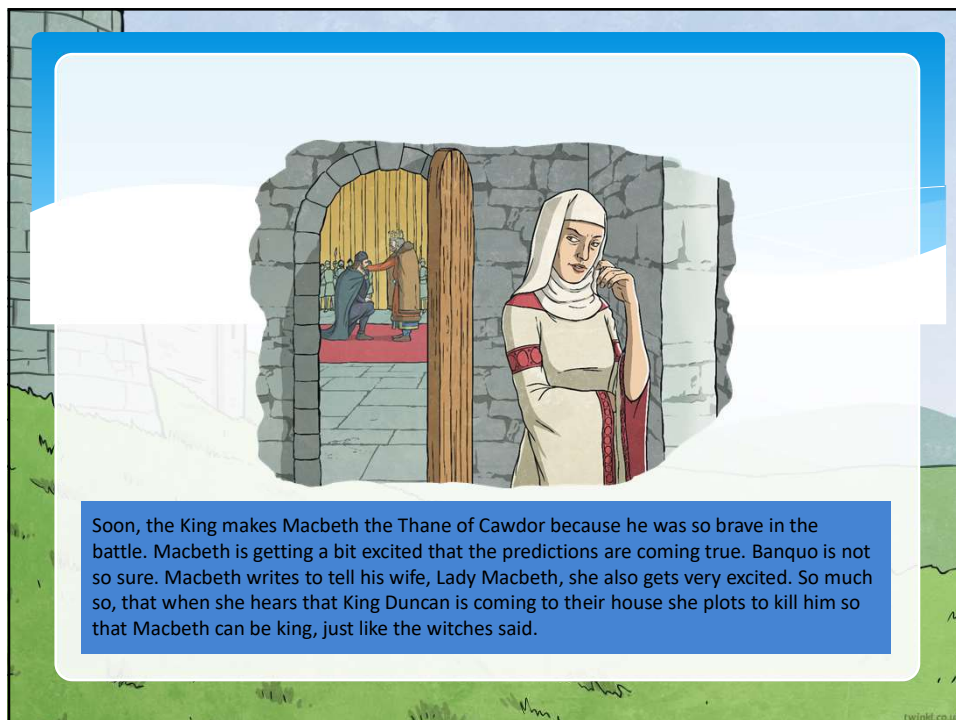 Soon, the King makes Macbeth the Thane of Cawdor because he was so brave in the
battle. Macbeth is getting a bit excited that the predictions are coming true. Banquo is not
so sure. Macbeth writes to tell his wife, Lady Macbeth, she also gets very excited. So much
so, that when she hears that King Duncan is coming to their house she plots to kill him so
that Macbeth can be king, just like the witches said.